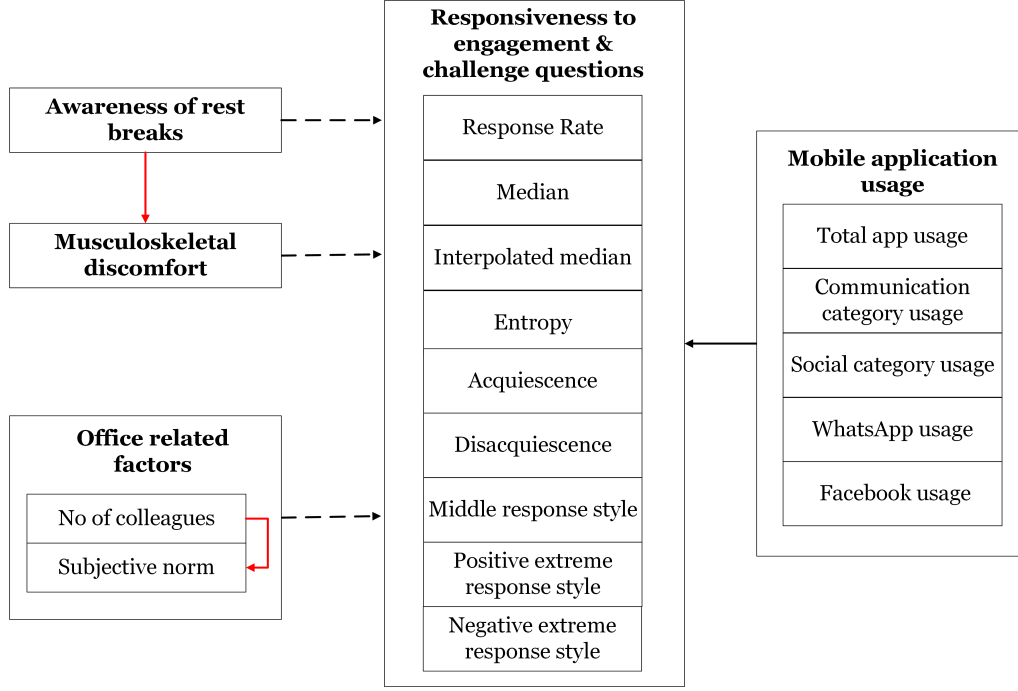 Awareness of rest
breaks
Musculoskeletal
discomfort
Office related
factors
No of colleagues
Subjective norm
Responsiveness to
engagement &
challenge questions
Response Rate
Median
Interpolated median
Entropy
Acquiescence
Disacquiescence
Middle response style
Positive extreme
response style
Negative extreme
response style
Mobile application
usage
Total app usage
Communication
category usage
Social category usage
WhatsApp usage
Facebook usage